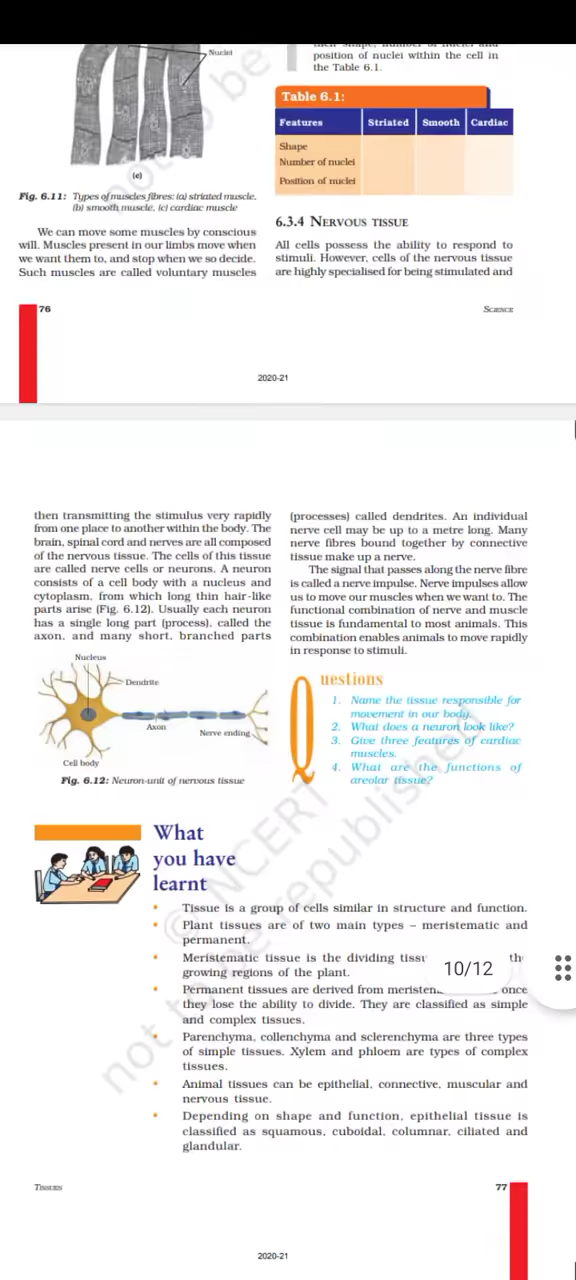 Nuclei
(c)
Fig. 6.11: Types of muscles fibres: (a) striated muscle,
(b) smooth muscle, (c) cardiac muscle
We can move some muscles by conscious
will. Muscles present in our limbs move when
we want them to, and stop when we so decide.
Such muscles are called voluntary muscles
their shape, number of nuclei and
position of nuclei within the cell in
the Table 6.1.
Table 6.1:
Features Striated Smooth Cardiac
Shape
Number of nuclei
Position of nuclei
6.3.4 NERVOUS TISSUE
All cells possess the ability to respond to
stimuli. However, cells of the nervous tissue
are highly specialised for being stimulated and
76
SCIENCE
2020-21
then transmitting the stimulus very rapidly
from one place to another within the body. The
brain, spinal cord and nerves are all composed
of the nervous tissue. The cells of this tissue
are called nerve cells or neurons. A neuron
consists of a cell body with a nucleus and
cytoplasm, from which long thin hair-like
parts arise (Fig. 6.12). Usually each neuron
has a single long part (process), called the
axon, and many short, branched parts
Nucleus
Dendrite
Axon
Nerve ending
Cell body
Fig. 6.12: Neuron-unit of nervous tissue
(processes) called dendrites. An individual
nerve cell may be up to a metre long. Many
nerve fibres bound together by connective
tissue make up a nerve.
The signal that passes along the nerve fibre
is called a nerve impulse. Nerve impulses allow
us to move our muscles when we want to. The
functional combination of nerve and muscle
tissue is fundamental to most animals. This
combination enables animals to move rapidly
in response to stimuli.
Questions
1. Name the tissue responsible for
movement in our body.
2. What does a neuron look like?
3. Give three features of cardiac
muscles.
4. What are the functions of
areolar tissue?
What
you have
learnt
• Tissue is a group of cells similar in structure and function.
• Plant tissues are of two main types – meristematic and
permanent.
• Meristematic tissue is the dividing
growing regions of the plant.
10/12
• Permanent tissues are derived from once
they lose the ability to divide. They are classified as simple
and complex tissues.
• Parenchyma, collenchyma and sclerenchyma are three types
of simple tissues. Xylem and phloem are types of complex
tissues.
• Animal tissues can be epithelial, connective, muscular and
nervous tissue.
• Depending on shape and function, epithelial tissue is
classified as squamous, cuboidal, columnar, ciliated and
glandular.
© NCERT
not to be republished
TISSUES
77
2020-21